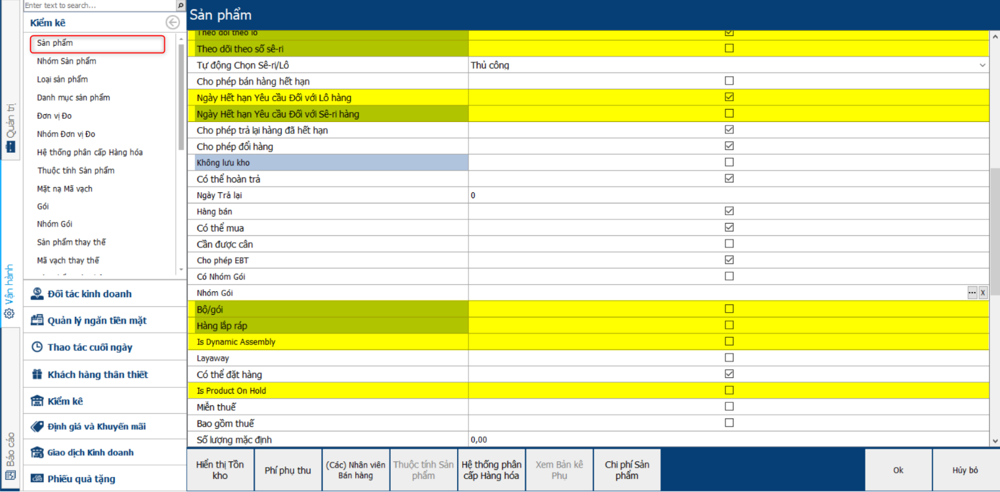 Enter text to search...
Kiểm kê
Sản phẩm
Nhóm Sản phẩm
Loại sản phẩm
Danh mục sản phẩm
Đơn vị Đo
Nhóm Đơn vị Đo
Hệ thống phân cấp Hàng hóa
Thuộc tính Sản phẩm
Mặt nạ Mã vạch
Gói
Nhóm Gói
Sản phẩm thay thế
Mã vạch thay thế
Đối tác kinh doanh
Quản lý ngăn tiền mặt
Thao tác cuối ngày
Khách hàng thân thiết
Kiểm kê
Định giá và Khuyến mãi
Giao dịch Kinh doanh
Phiếu quà tặng
Quản trị
Vận hành
Báo cáo
Sản phẩm
Theo dõi theo lô
Theo dõi theo số sê-ri
Tự động Chọn Sê-ri/Lô Thủ công
Cho phép bán hàng hết hạn
Ngày Hết hạn Yêu cầu Đối với Lô hàng
Ngày Hết hạn Yêu cầu Đối với Sê-ri hàng
Cho phép trả lại hàng đã hết hạn
Cho phép đổi hàng
Không lưu kho
Có thể hoàn trả
Ngày Trả lại 0
Hàng bán
Có thể mua
Cần được cân
Cho phép EBT
Có Nhóm Gói
Nhóm Gói ... X
Bộ/gói
Hàng lắp ráp
Is Dynamic Assembly
Layaway
Có thể đặt hàng
Is Product On Hold
Miễn thuế
Bao gồm thuế
Số lượng mặc định 0,00
Hiển thị Tồn
kho
Phí phụ thu
(Các) Nhân viên
Bán hàng
Thuộc tính Sản
phẩm
Hệ thống phân
cấp Hàng hóa
Xem Bản kê
Phụ
Chi phí Sản
phẩm
Ok
Hủy bỏ